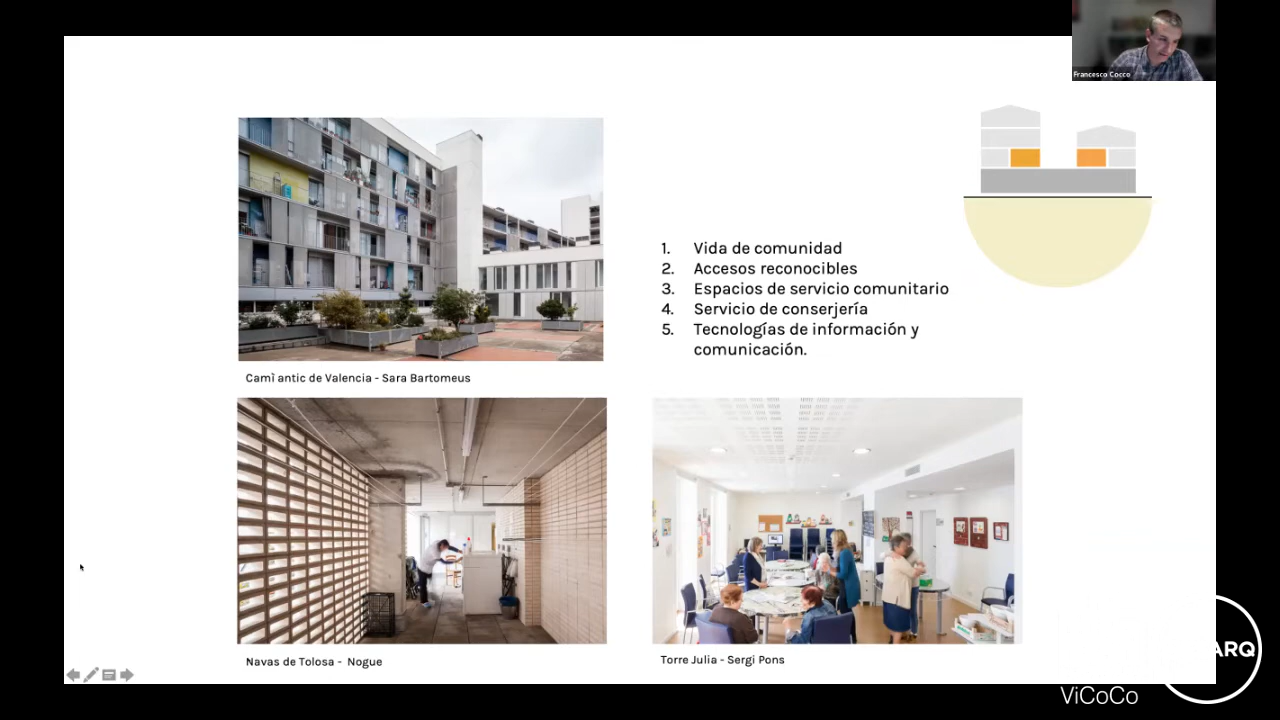 Francesco Cocco
1. Vida de comunidad
2. Accesos reconocibles
3. Espacios de servicio comunitario
4. Servicio de conserjería
5. Tecnologías de información y
comunicación.
Camì antic de Valencia - Sara Bartomeus
Navas de Tolosa - Nogue
Torre Julia - Sergi Pons
ARQ
ViCoCo